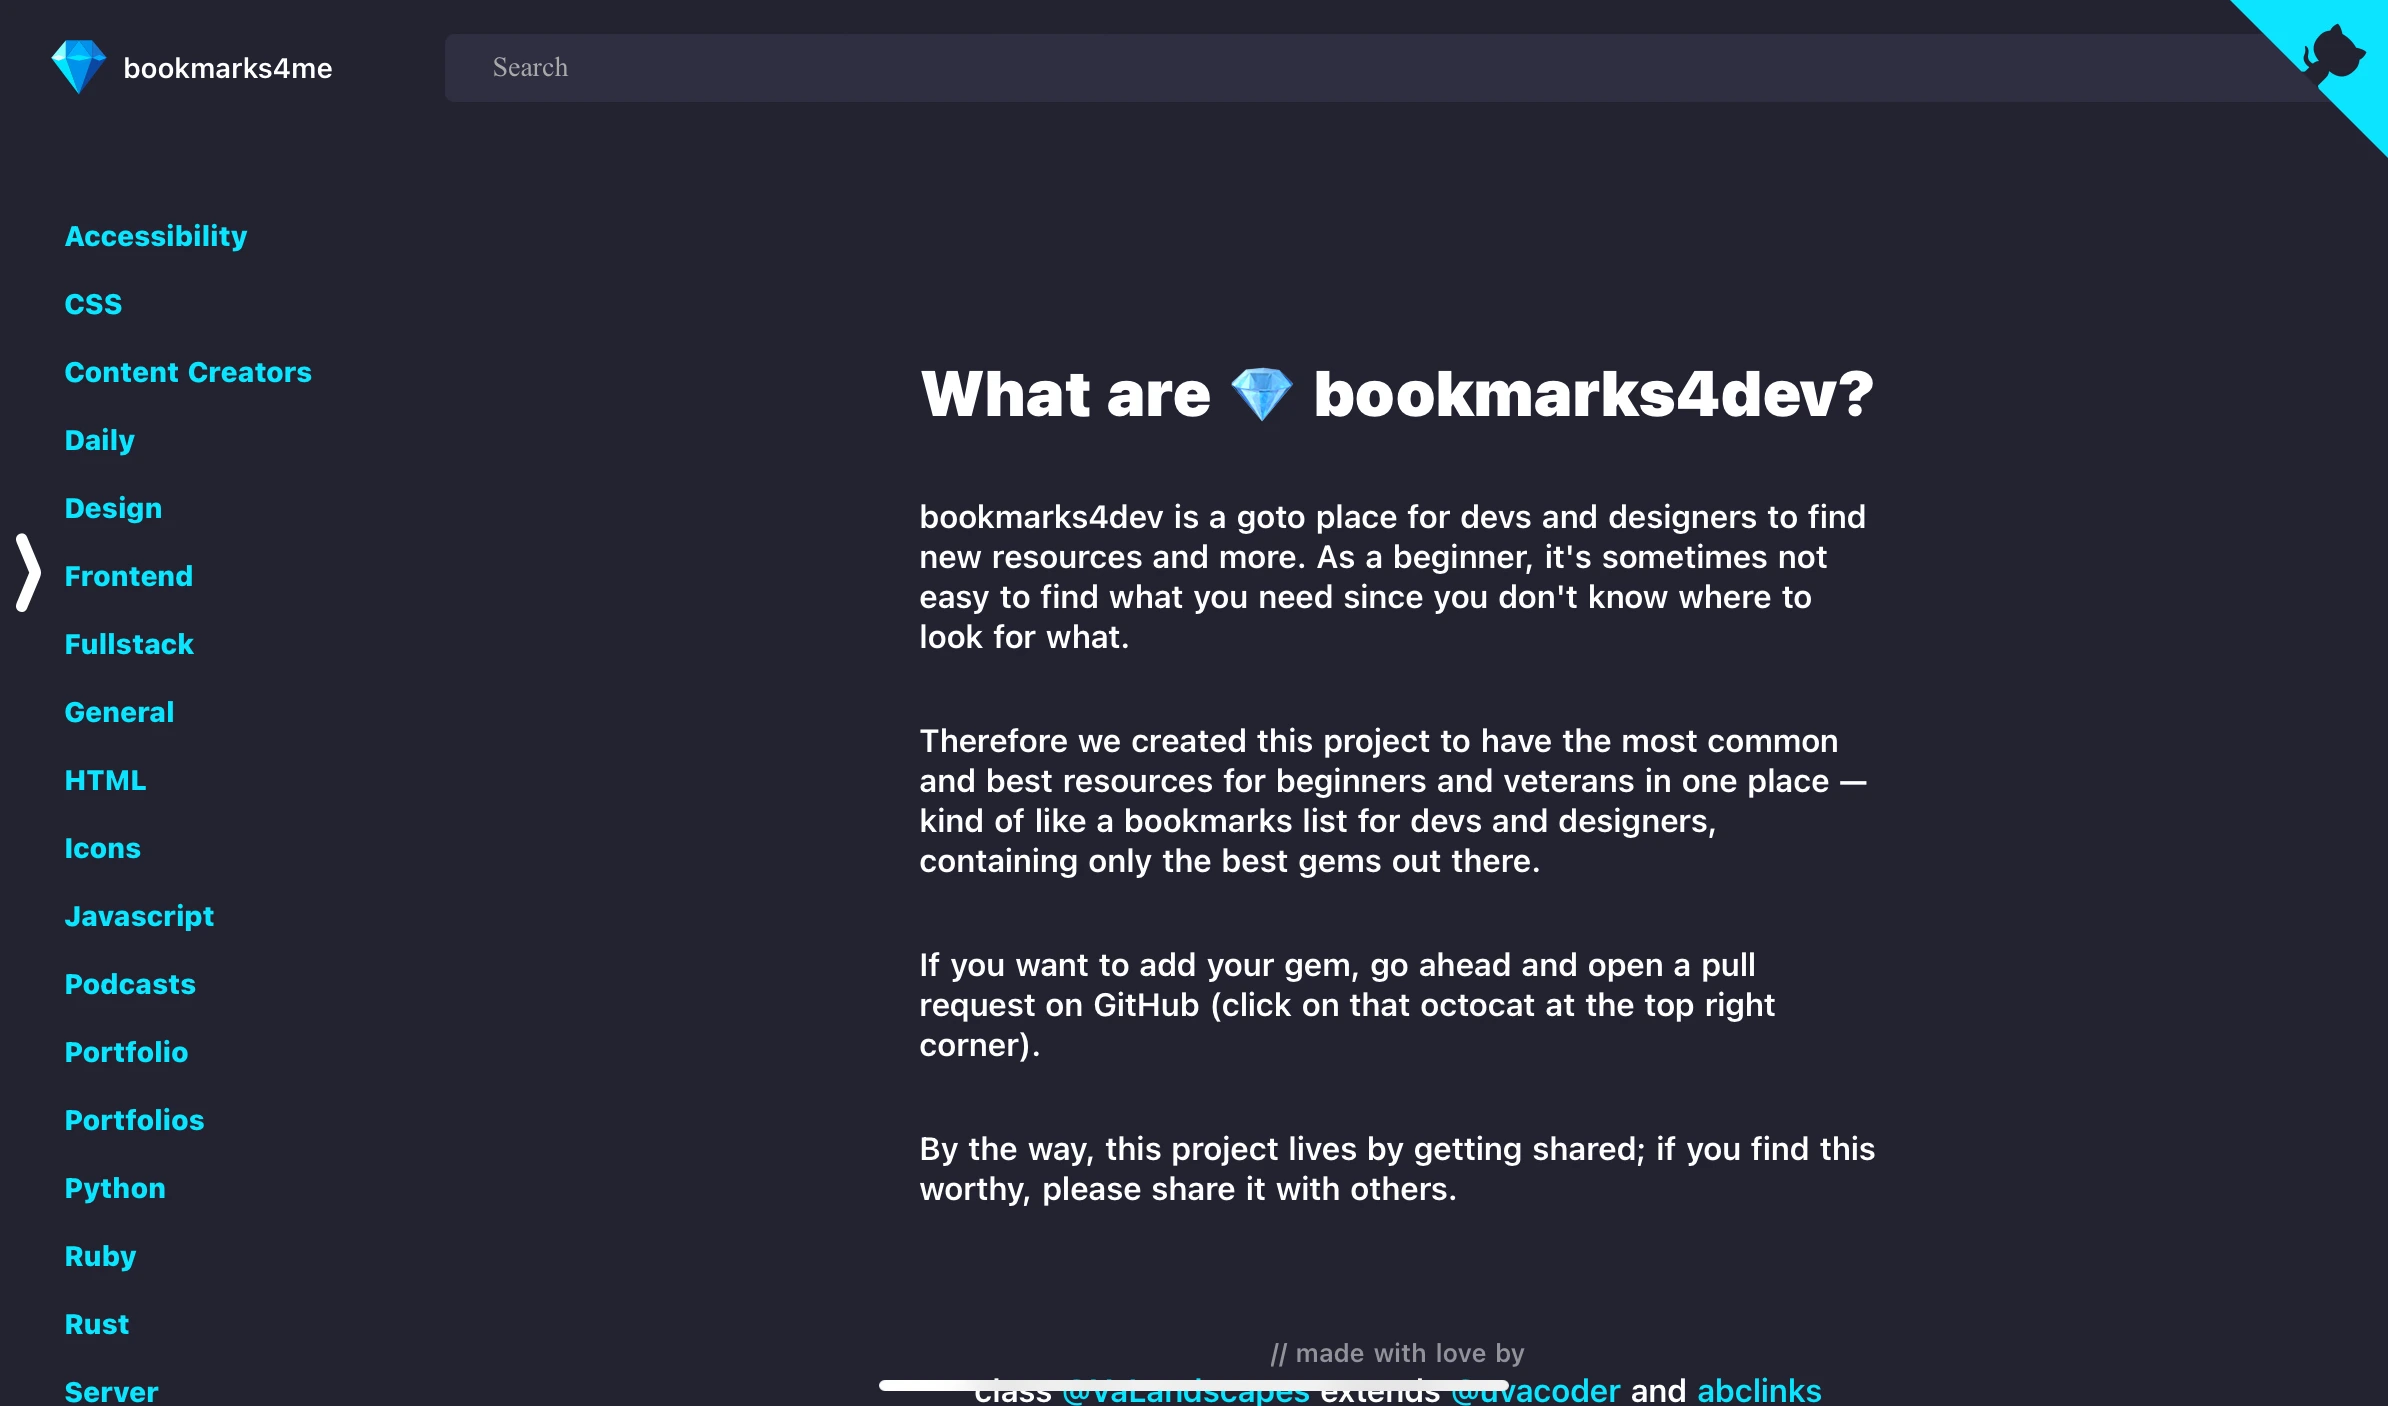 bookmarks4me
Search
Accessibility
CSS
Content Creators
Daily
Design
Frontend
Fullstack
General
HTML
Icons
Javascript
Podcasts
Portfolio
Portfolios
Python
Ruby
Rust
Server
What are 💎 bookmarks4dev?
bookmarks4dev is a goto place for devs and designers to find
new resources and more. As a beginner, it's sometimes not
easy to find what you need since you don't know where to
look for what.
Therefore we created this project to have the most common
and best resources for beginners and veterans in one place —
kind of like a bookmarks list for devs and designers,
containing only the best gems out there.
If you want to add your gem, go ahead and open a pull
request on GitHub (click on that octocat at the top right
corner).
By the way, this project lives by getting shared; if you find this
worthy, please share it with others.
// made with love by
class @VaLandscapes extends and abclinks